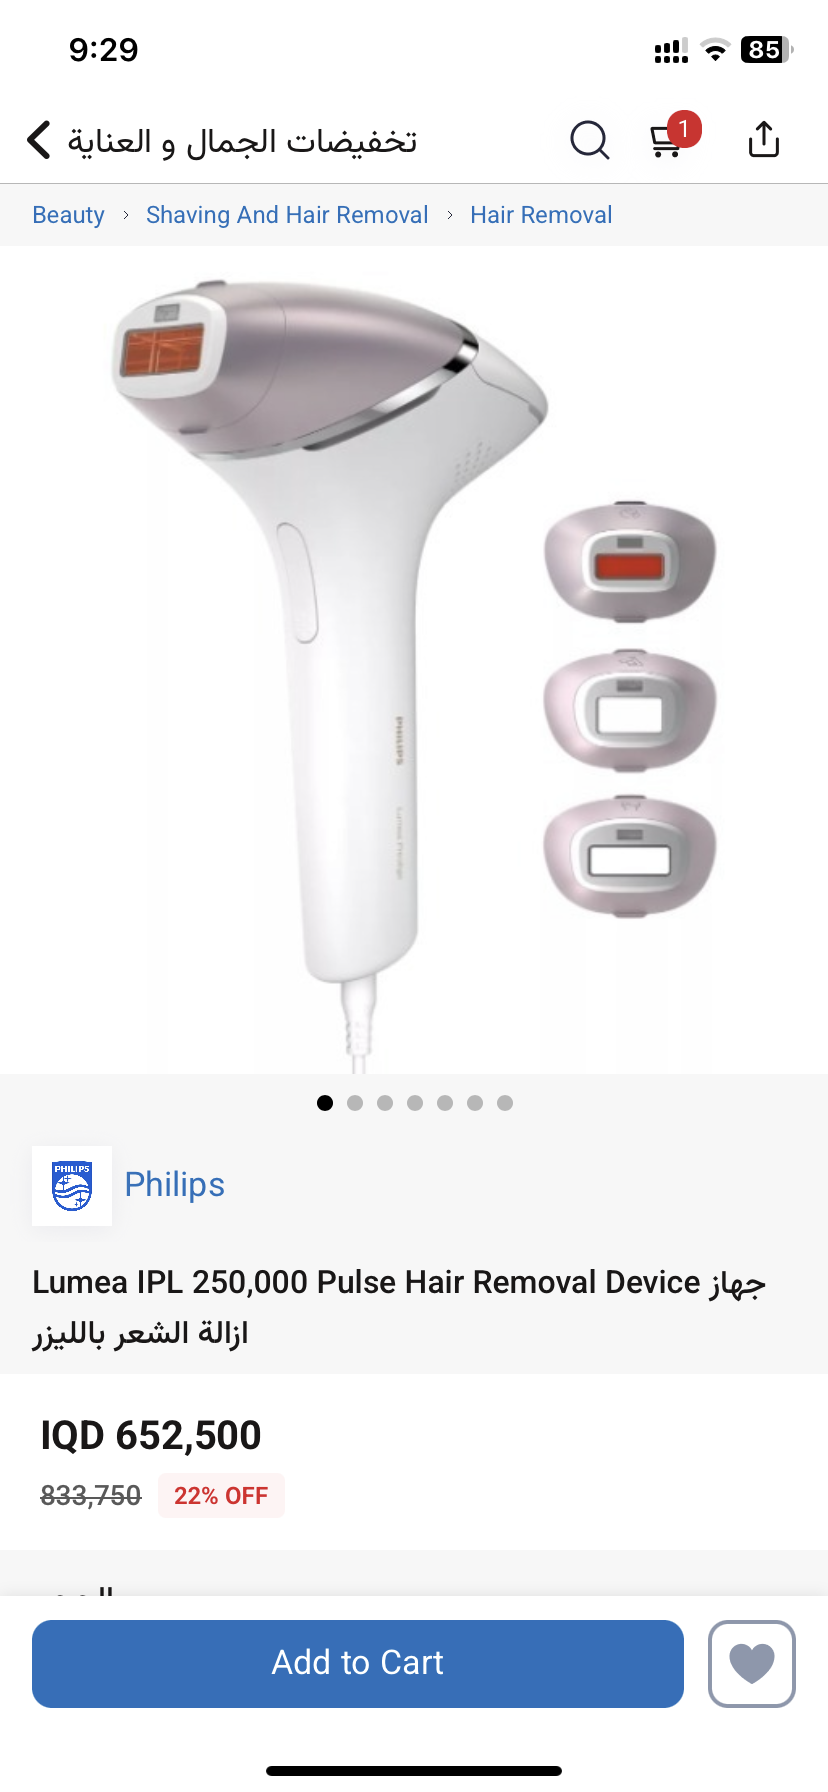 9:29
85
تخفيضات الجمال و العناية
1
Beauty › Shaving And Hair Removal › Hair Removal
PHILIPS
PHILIPS
Philips
Lumea IPL 250,000 Pulse Hair Removal Device جهاز
ازالة الشعر بالليزر
IQD 652,500
833,750 22% OFF
Add to Cart